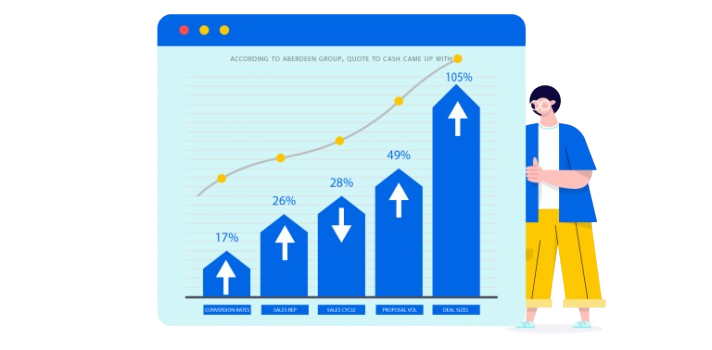 ACCORDING TO ABERDEEN GROUP, QUOTE TO CASH CAME UP WITH
105%
49%
28%
26%
17%
CONVERSION RATES
SALES REP
SALES CYCLE
PROPOSAL VOL.
DEAL SIZES